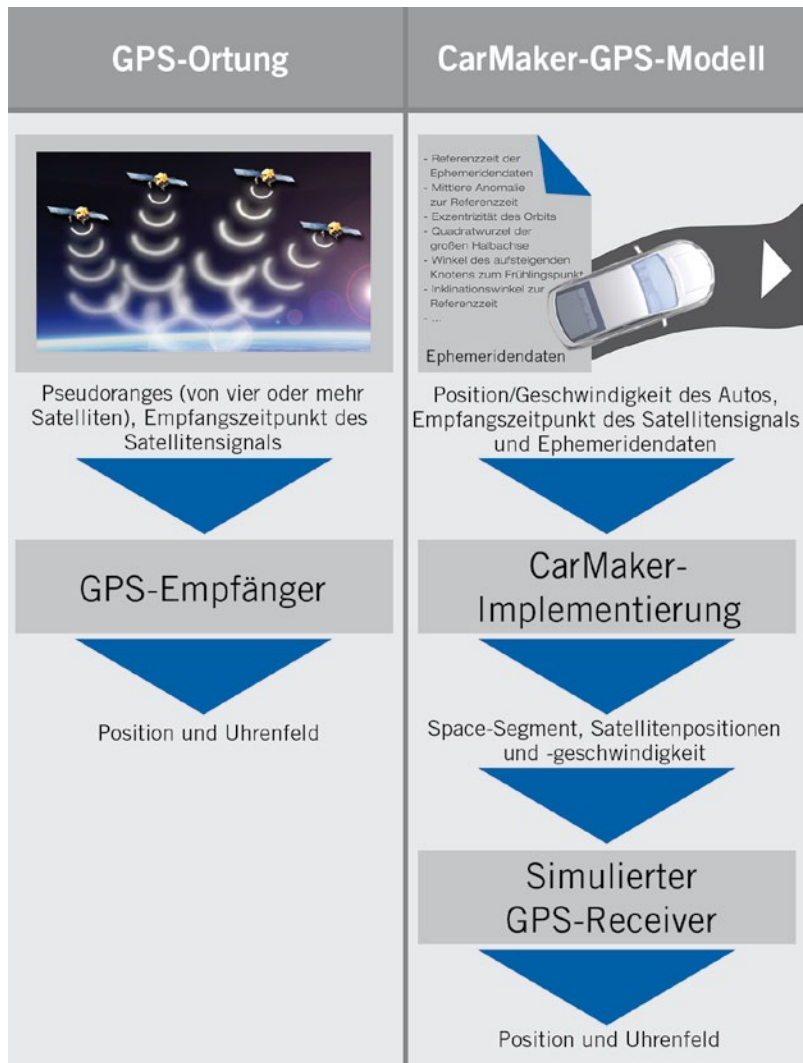 GPS-Ortung
Pseudoranges (von vier oder mehr
Satelliten), Empfangszeitpunkt des
Satellitensignals
GPS-Empfänger
Position und Uhrenfeld
CarMaker-GPS-Modell
- Referenzzeit der
Ephemeridendaten
- Mittlere Anomalie
zur Referenzzeit
- Exzentrizität des Orbits
- Quadratwurzel der
großen Halbachse
- Winkel des aufsteigenden
Knotens zum Frühlingspunkt
- Inklinationswinkel zur
Referenzzeit
- ...
Ephemeridendaten
Position/Geschwindigkeit des Autos,
Empfangszeitpunkt des Satellitensignals
und Ephemeridendaten
CarMaker-
Implementierung
Space-Segment, Satellitenpositionen
und -geschwindigkeit
Simulierter
GPS-Receiver
Position und Uhrenfeld